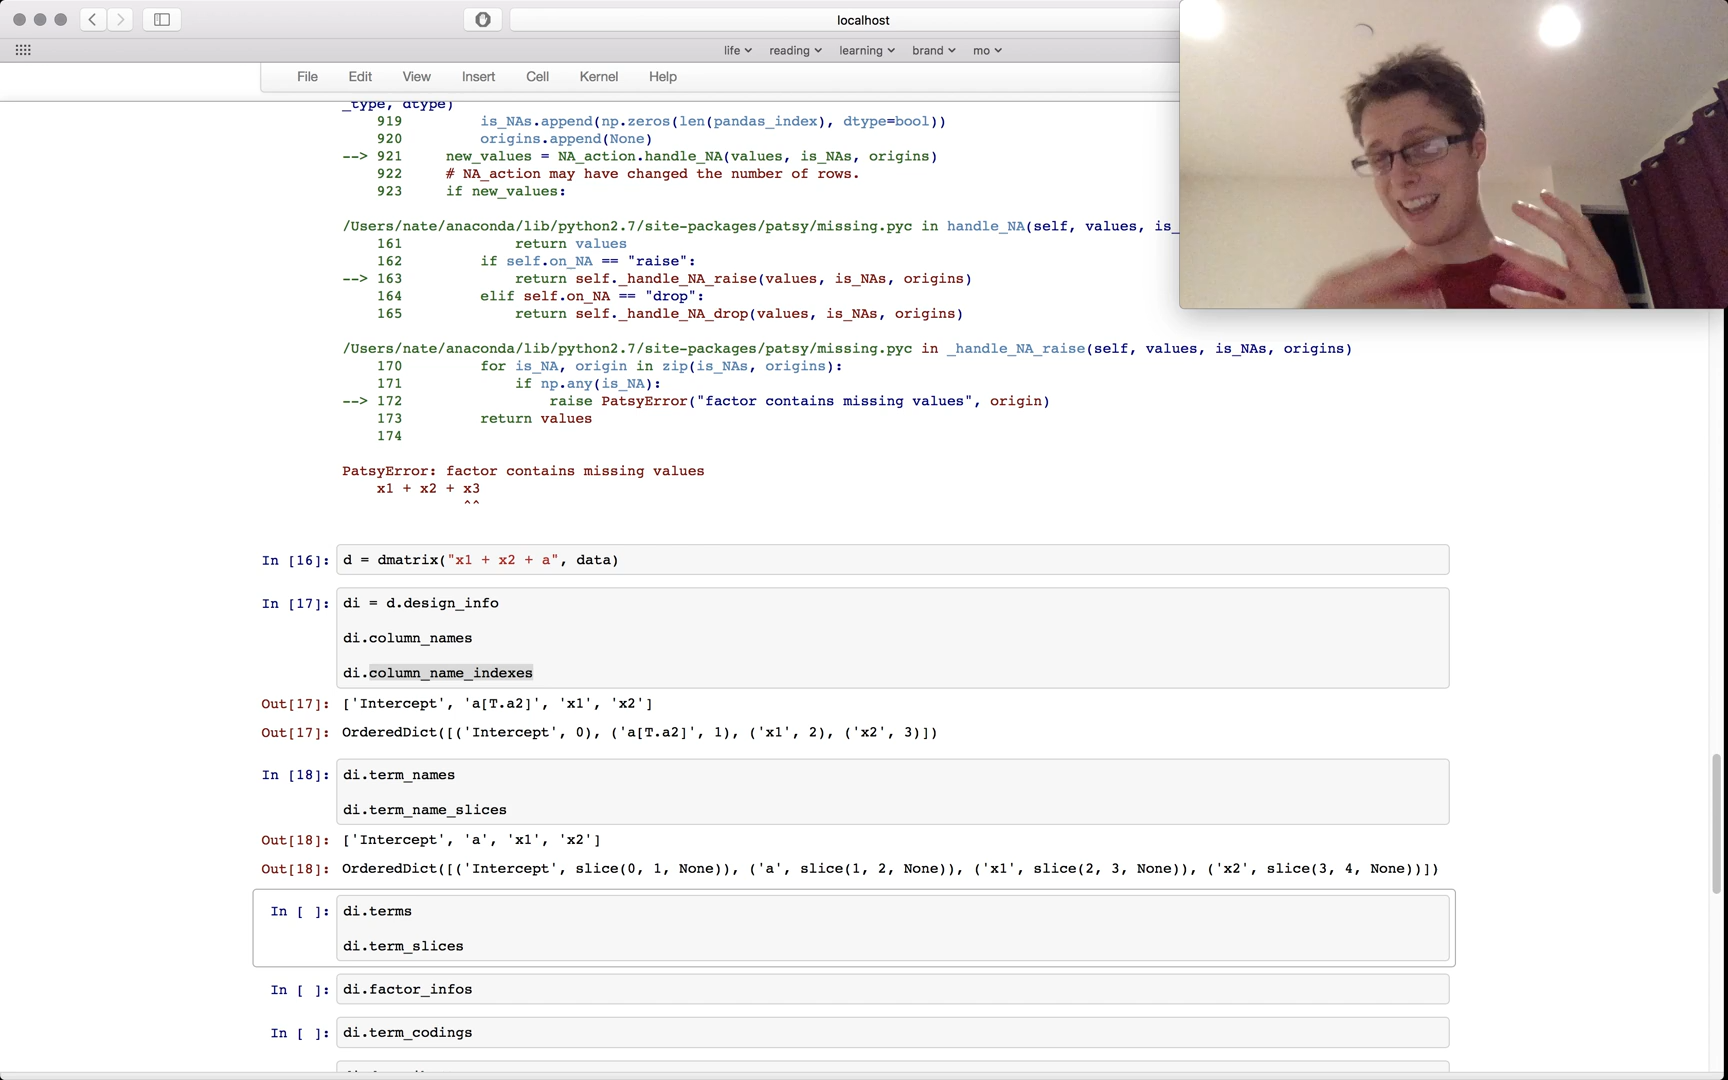 localhost
life reading learning brand mo
File Edit View Insert Cell Kernel Help
_type, dtype)
919 is_NAs.append(np.zeros(len(pandas_index), dtype=bool))
920 origins.append(None)
--> 921 new_values = NA_action.handle_NA(values, is_NAs, origins)
922 # NA_action may have changed the number of rows.
923 if new_values:
/Users/nate/anaconda/lib/python2.7/site-packages/patsy/missing.pyc in handle_NA(self, values, is_
161 return values
162 if self.on_NA == "raise":
--> 163 return self._handle_NA_raise(values, is_NAs, origins)
164 elif self.on_NA == "drop":
165 return self._handle_NA_drop(values, is_NAs, origins)
/Users/nate/anaconda/lib/python2.7/site-packages/patsy/missing.pyc in _handle_NA_raise(self, values, is_NAs, origins)
170 for is_NA, origin in zip(is_NAs, origins):
171 if np.any(is_NA):
--> 172 raise PatsyError("factor contains missing values", origin)
173 return values
174
PatsyError: factor contains missing values
x1 + x2 + x3
^^
In [16]: d = dmatrix("x1 + x2 + a", data)
In [17]: di = d.design_info
di.column_names
di.column_name_indexes
Out[17]: ['Intercept', 'a[T.a2]', 'x1', 'x2']
Out[17]: OrderedDict([('Intercept', 0), ('a[T.a2]', 1), ('x1', 2), ('x2', 3)])
In [18]: di.term_names
di.term_name_slices
Out[18]: ['Intercept', 'a', 'x1', 'x2']
Out[18]: OrderedDict([('Intercept', slice(0, 1, None)), ('a', slice(1, 2, None)), ('x1', slice(2, 3, None)), ('x2', slice(3, 4, None))])
In [ ]: di.terms
di.term_slices
In [ ]: di.factor_infos
In [ ]: di.term_codings